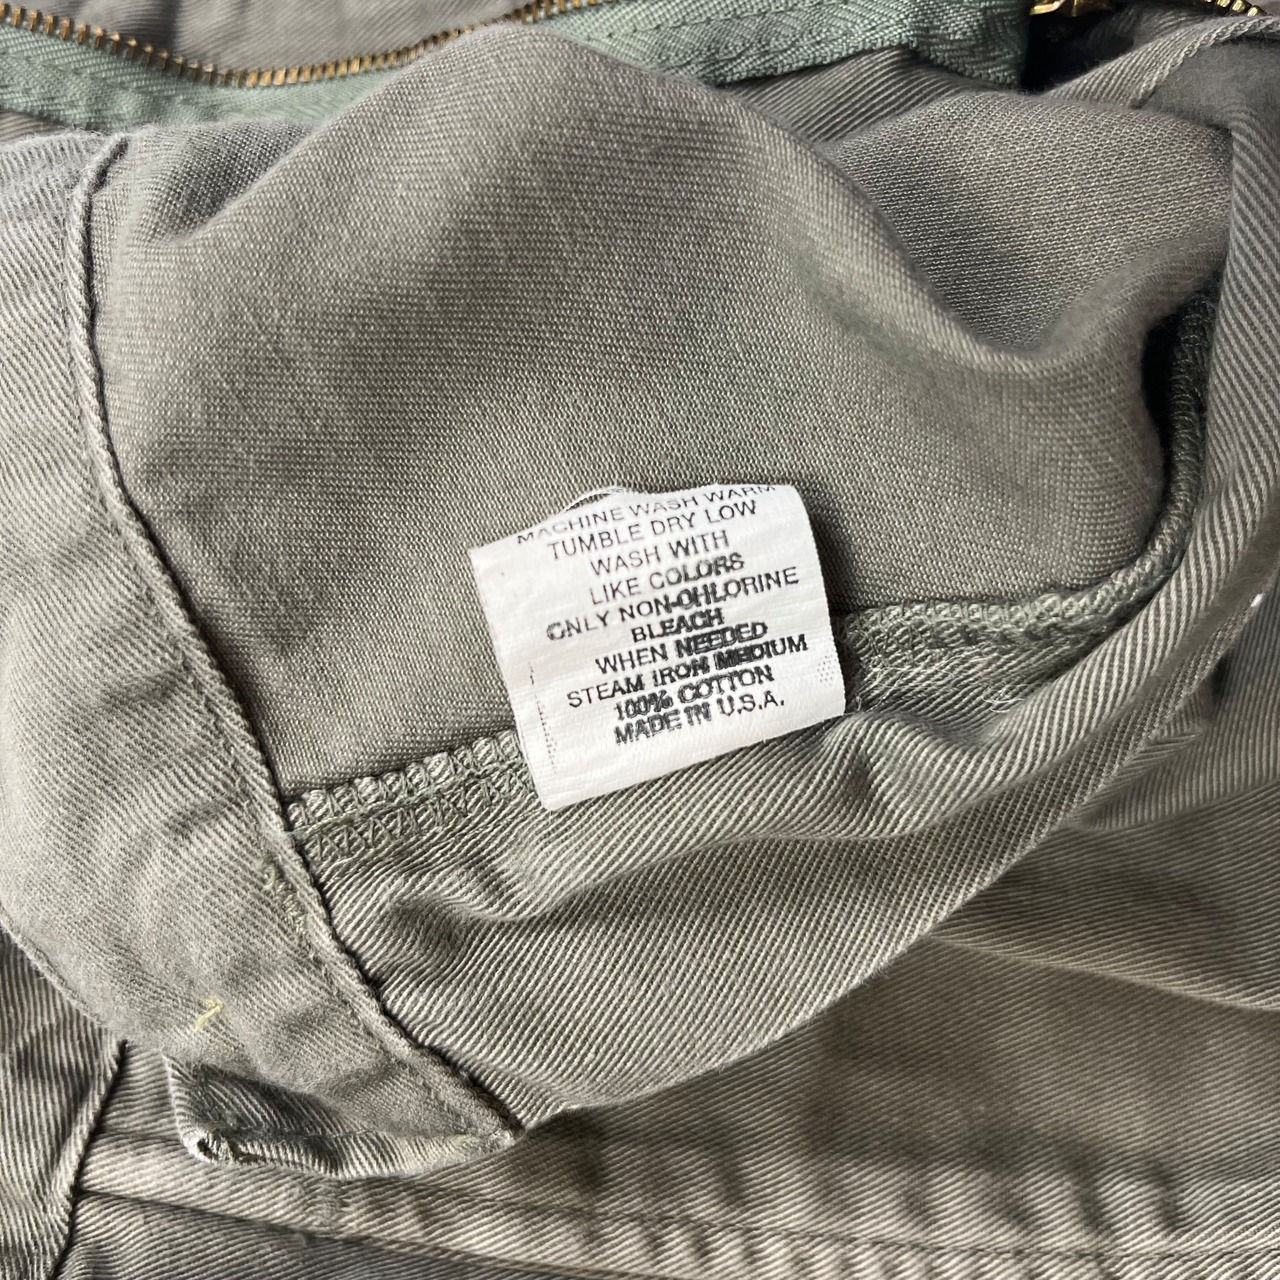 MACHINE WASH WARM
TUMBLE DRY LOW
WASH WITH
LIKE COLORS
ONLY NON-CHLORINE
BLEACH
WHEN NEEDED
STEAM IRON MEDIUM
100% COTTON
MADE IN U.S.A.